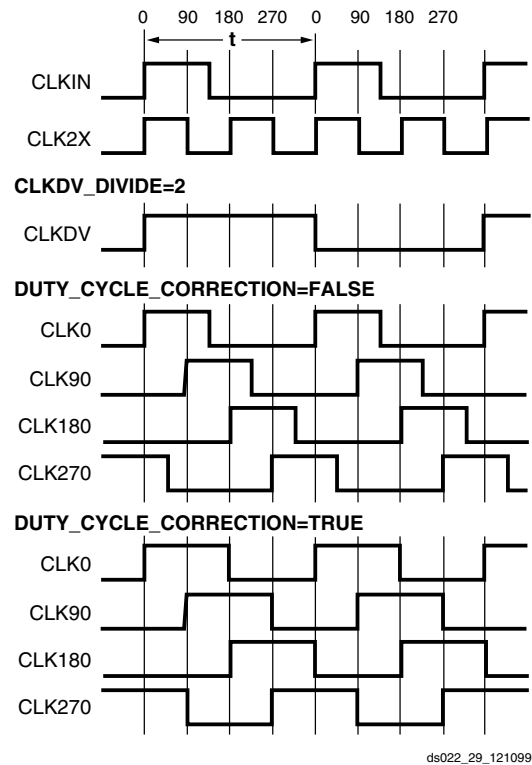 0 90 180 270 0 90 180 270
t
CLKIN
CLK2X
CLKDV_DIVIDE=2
CLKDV
DUTY_CYCLE_CORRECTION=FALSE
CLK0
CLK90
CLK180
CLK270
DUTY_CYCLE_CORRECTION=TRUE
CLK0
CLK90
CLK180
CLK270
ds022_29_121099